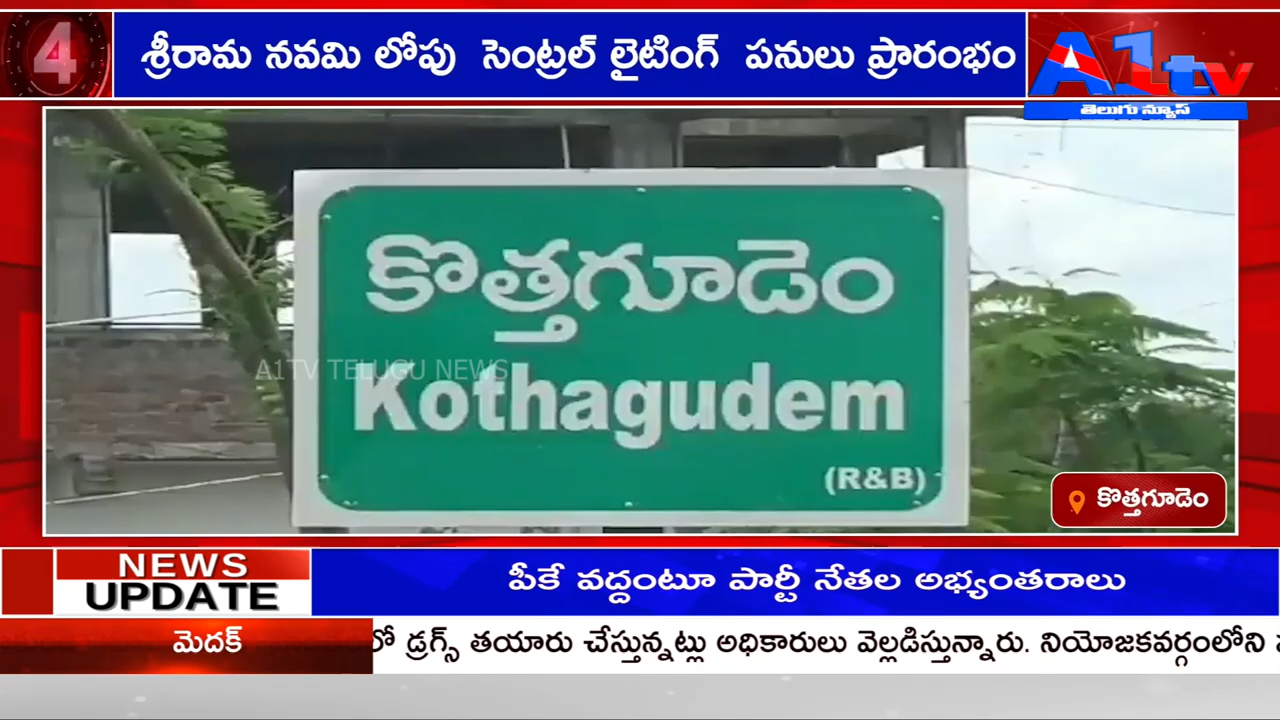 4
శ్రీరామ నవమి లోపు సెంట్రల్ లైటింగ్ పనులు ప్రారంభం
A1tv
తెలుగు న్యూస్
కొత్తగూడెం
A1TV TELUGU NEWS
Kothagudem
(R&B)
కొత్తగూడెం
NEWS
UPDATE
పీకే వద్దంటూ పార్టీ నేతల అభ్యంతరాలు
మెదక్
డ్రగ్స్ తయారు చేస్తున్నట్లు అధికారులు వెల్లడిస్తున్నారు. నియోజకవర్గంలోని